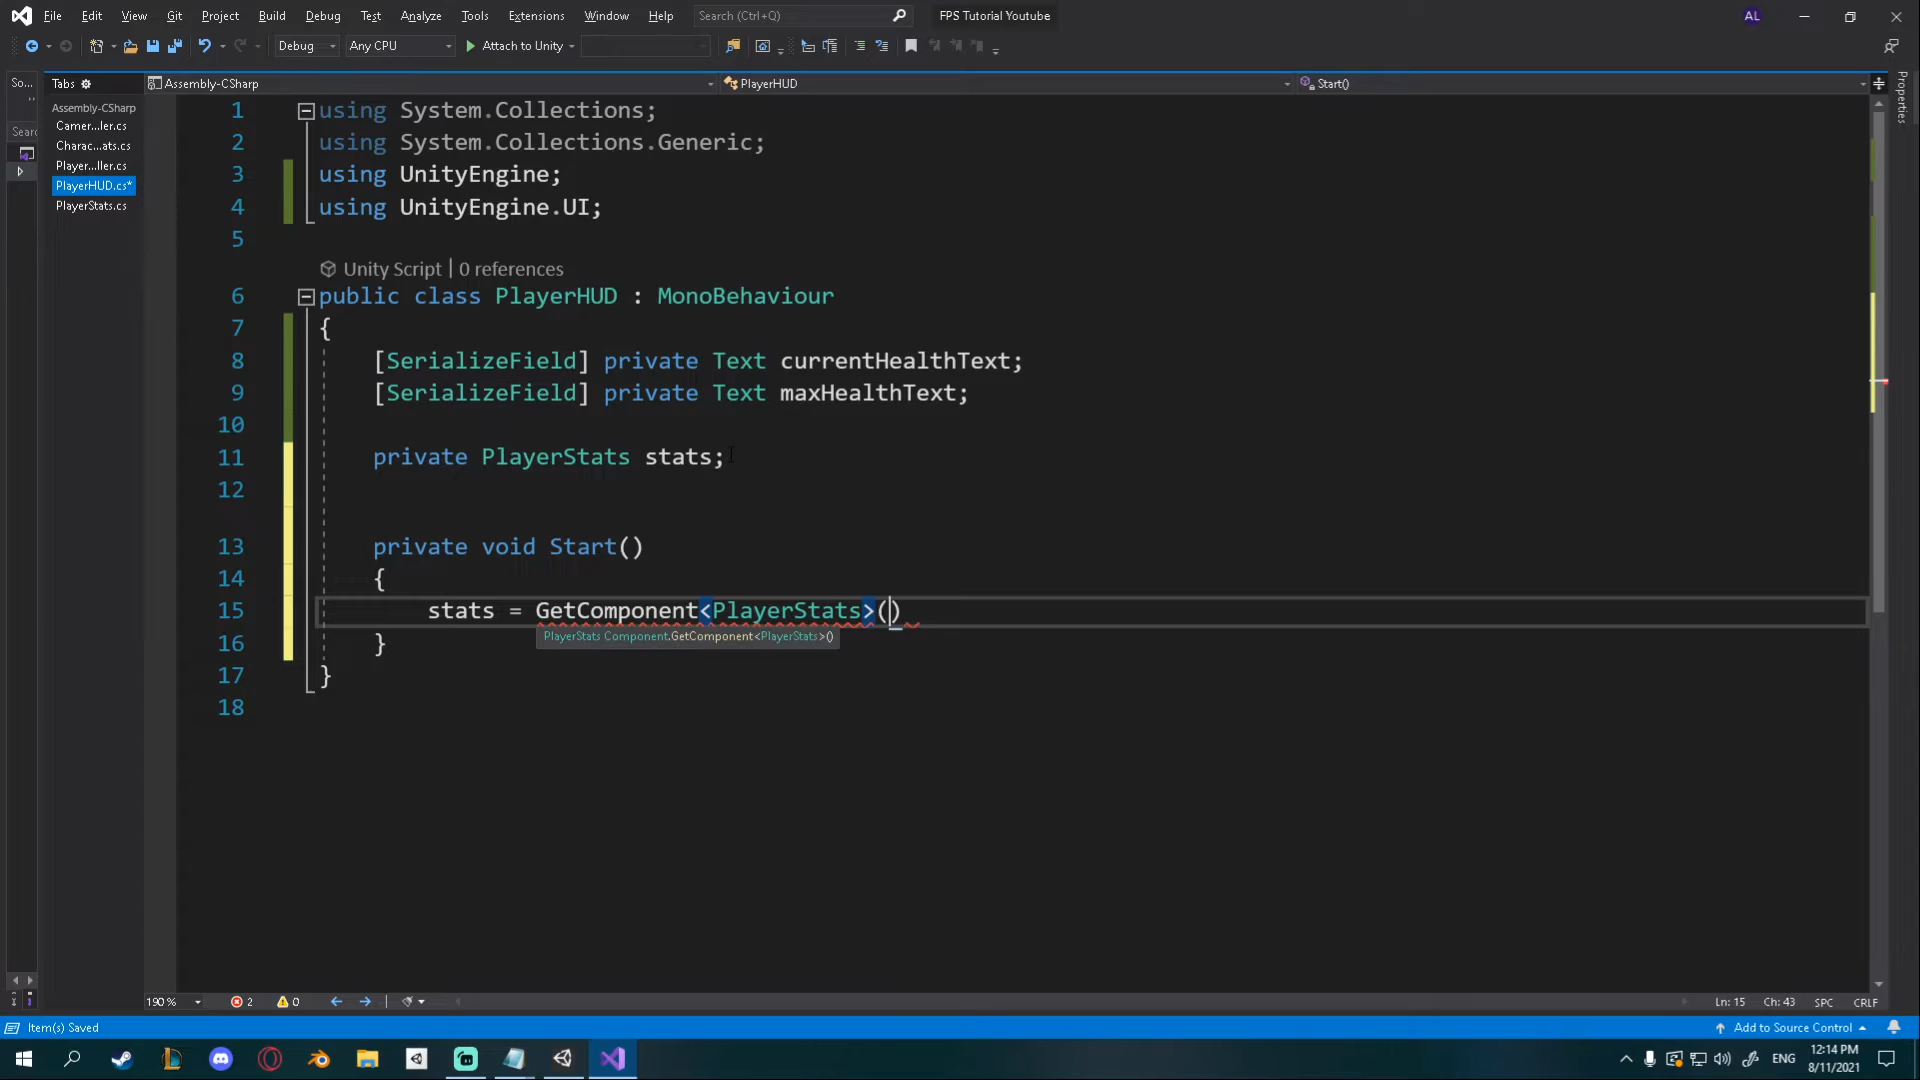 File Edit View Git Project Build Debug Test Analyze Tools Extensions Window Help Search (Ctrl+Q) FPS Tutorial Youtube AL
Debug Any CPU Attach to Unity
So... Tabs Assembly-CSharp PlayerHUD Start() Properties
Assembly-CSharp
Camer...ler.cs
Sear
Charac...ats.cs
Player...ller.cs
PlayerHUD.cs*
PlayerStats.cs
1 using System.Collections;
2 using System.Collections.Generic;
3 using UnityEngine;
4 using UnityEngine.UI;
5
Unity Script | 0 references
6 public class PlayerHUD : MonoBehaviour
7 {
8 [SerializeField] private Text currentHealthText;
9 [SerializeField] private Text maxHealthText;
10
11 private PlayerStats stats;
12
13 private void Start()
14 {
15 stats = GetComponent<PlayerStats>()
PlayerStats Component.GetComponent<PlayerStats>()
16 }
17 }
18
190 % 2 0 Ln: 15 Ch: 43 SPC CRLF
Item(s) Saved Add to Source Control
ENG 12:14 PM
8/11/2021